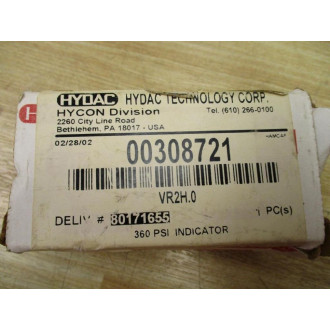 HYDAC HYDAC TECHNOLOGY CORP.
HYCON Division Tel. (610) 266-0100
2260 City Line Road
Bethlehem, PA 18017 - USA
02/28/02
00308721
VR2H.0
DELIV # 80171655 1 PC(s)
360 PSI INDICATOR